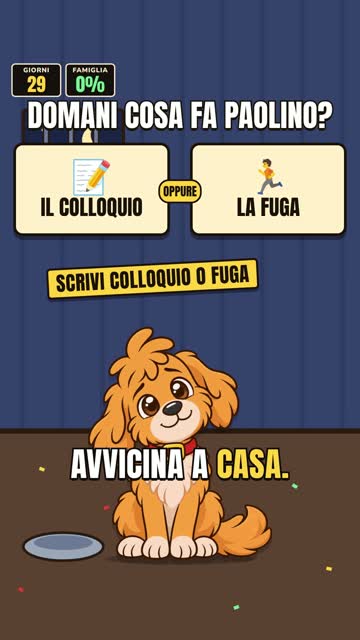 GIORNI
29
FAMIGLIA
0%
DOMANI COSA FA PAOLINO?
IL COLLOQUIO
OPPURE
LA FUGA
SCRIVI COLLOQUIO O FUGA
AVVICINA A CASA.